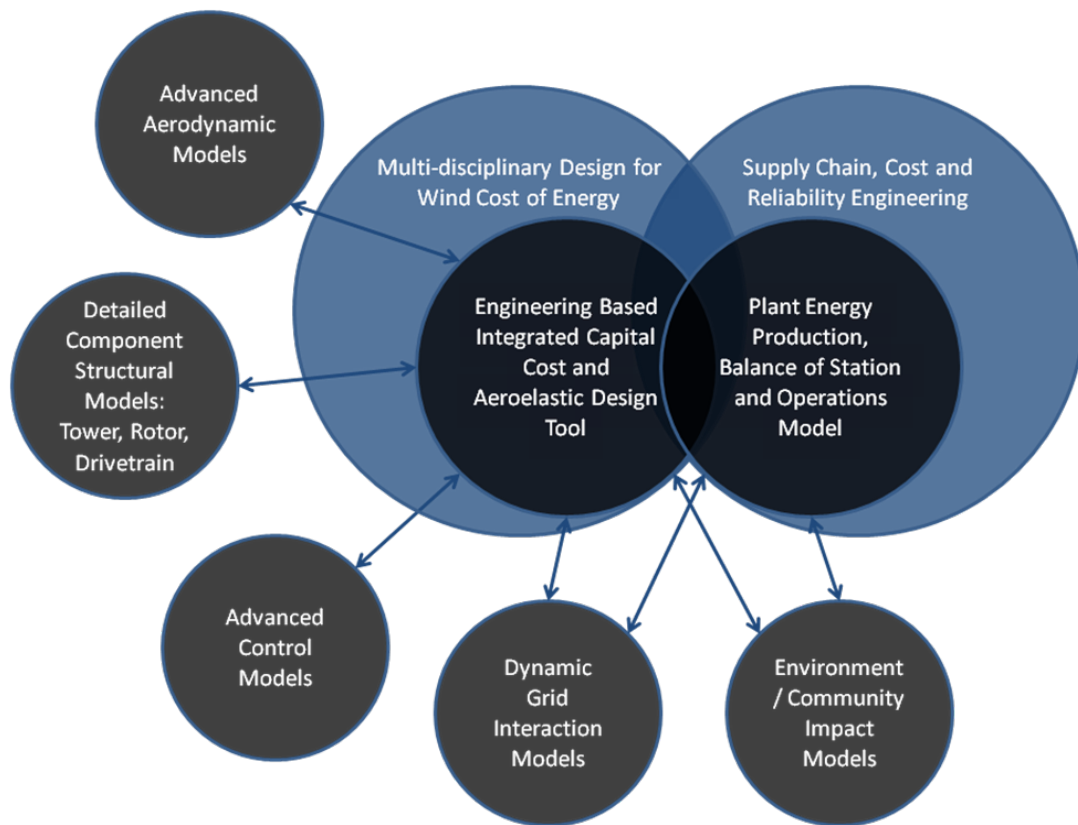 Advanced
Aerodynamic
Models
Multi-disciplinary Design for
Wind Cost of Energy
Supply Chain, Cost and
Reliability Engineering
Detailed
Component
Structural
Models:
Tower, Rotor,
Drivetrain
Engineering Based
Integrated Capital
Cost and
Aeroelastic Design
Tool
Plant Energy
Production,
Balance of Station
and Operations
Model
Advanced
Control
Models
Dynamic
Grid
Interaction
Models
Environment
/ Community
Impact
Models